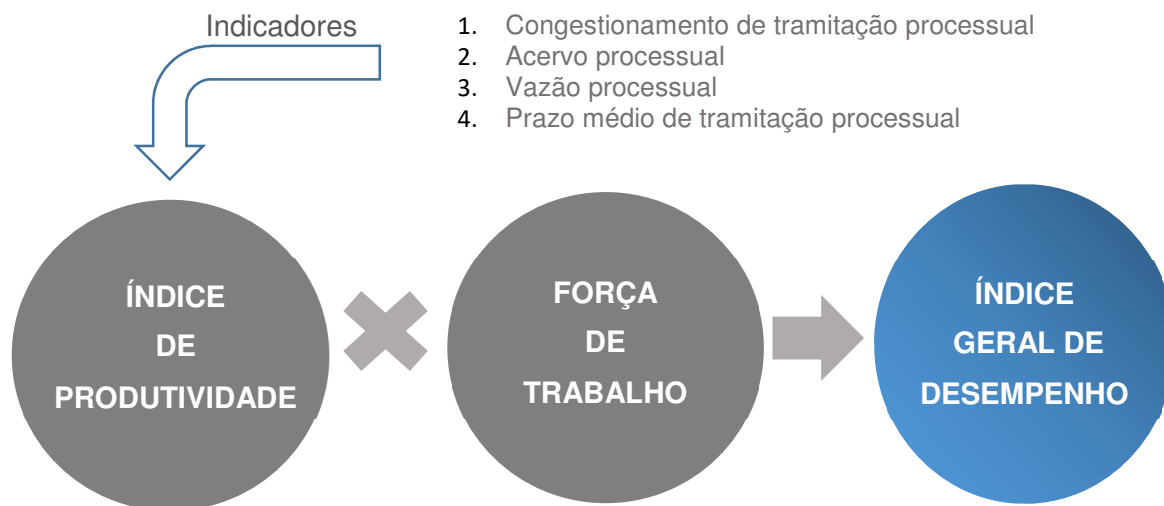 Indicadores
1. Congestionamento de tramitação processual
2. Acervo processual
3. Vazão processual
4. Prazo médio de tramitação processual
ÍNDICE
DE
PRODUTIVIDADE
FORÇA
DE
TRABALHO
ÍNDICE
GERAL DE
DESEMPENHO